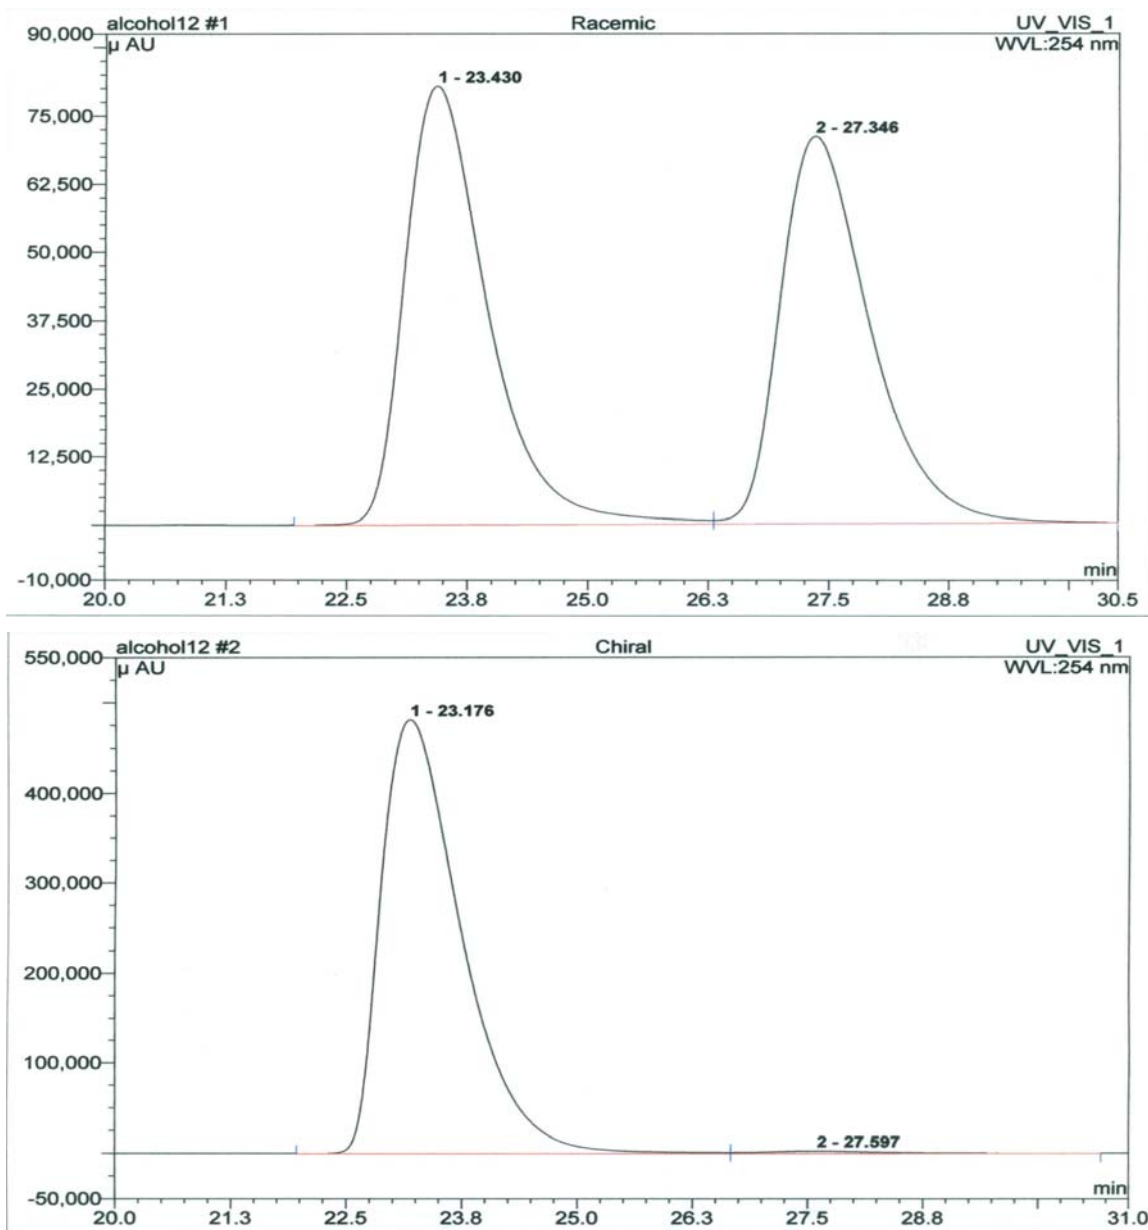 alcohol12 #1 Racemic UV_VIS_1
90,000 µ AU WVL:254 nm
1 - 23.430
75,000
2 - 27.346
62,500
50,000
37,500
25,000
12,500
-10,000 min
20.0 21.3 22.5 23.8 25.0 26.3 27.5 28.8 30.5
alcohol12 #2 Chiral UV_VIS_1
550,000 µ AU WVL:254 nm
1 - 23.176
400,000
300,000
200,000
100,000
2 - 27.597
-50,000 min
20.0 21.3 22.5 23.8 25.0 26.3 27.5 28.8 31.0